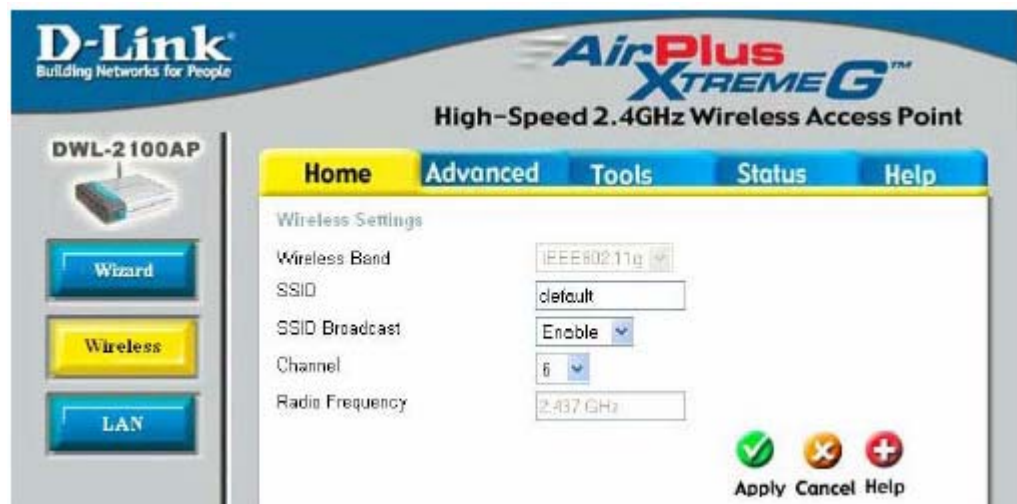 D-Link
Building Networks for People
AirPlus
XTREME G™
High-Speed 2.4GHz Wireless Access Point
DWL-2100AP
Home Advanced Tools Status Help
Wizard
Wireless
LAN
Wireless Settings
Wireless Band IEEE802.11g
SSID default
SSID Broadcast Enable
Channel 6
Radio Frequency 2.437 GHz
Apply Cancel Help